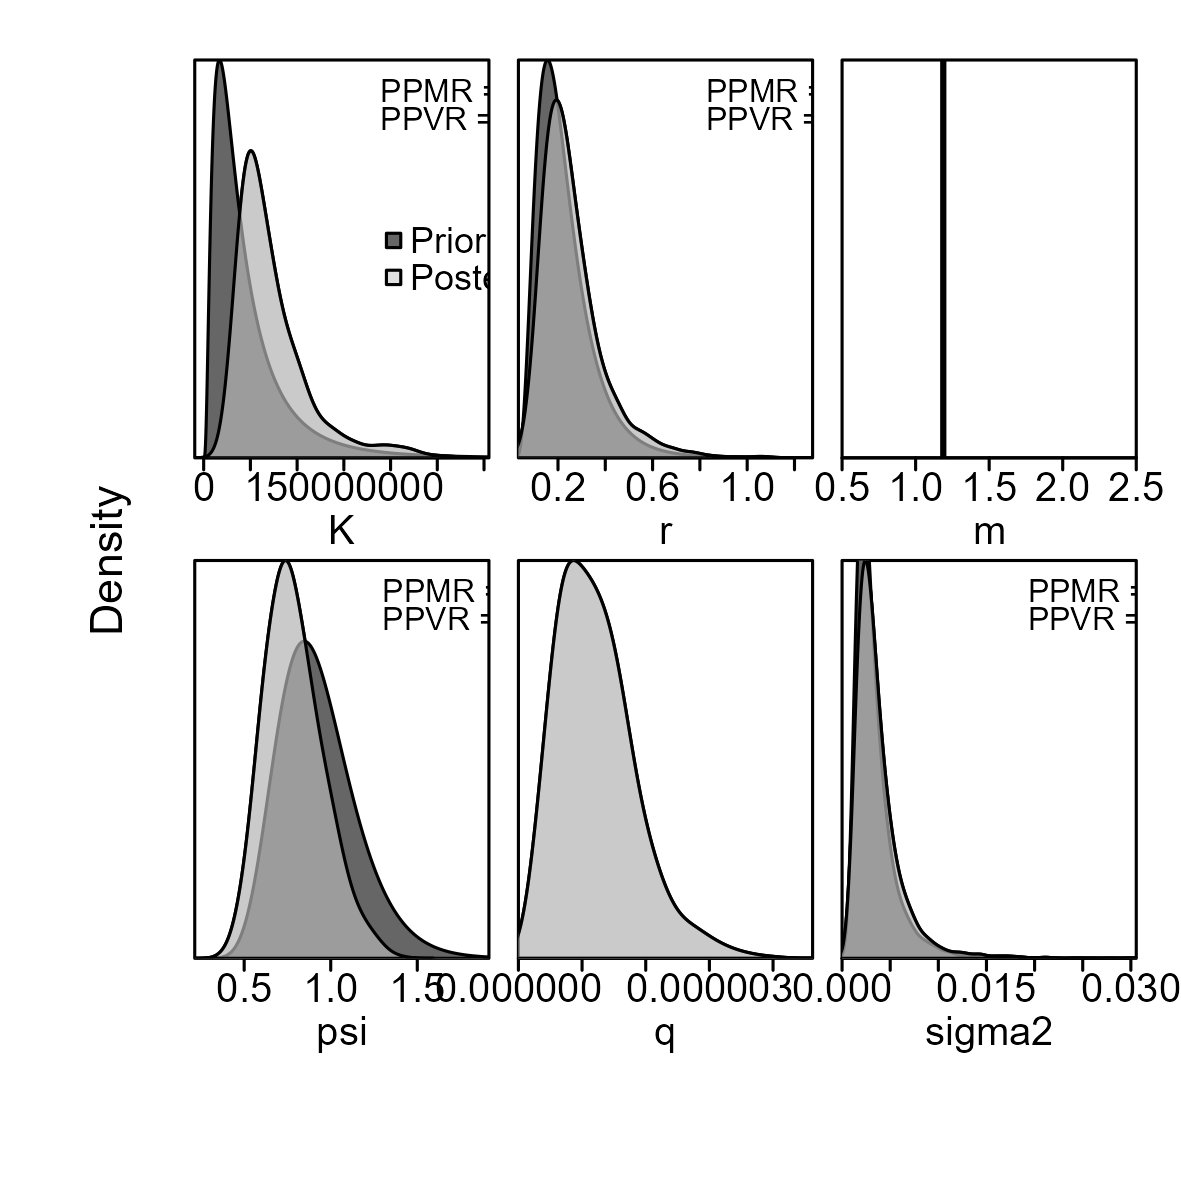 PPMR =
PPVR =
Prior
Poste
0 150000000
K
PPMR =
PPVR =
0.2 0.6 1.0
r
0.5 1.0 1.5 2.0 2.5
m
Density
PPMR =
PPVR =
0.5 1.0 1.5
psi
0.000000 0.000003
q
PPMR =
PPVR =
0.000 0.015 0.030
sigma2